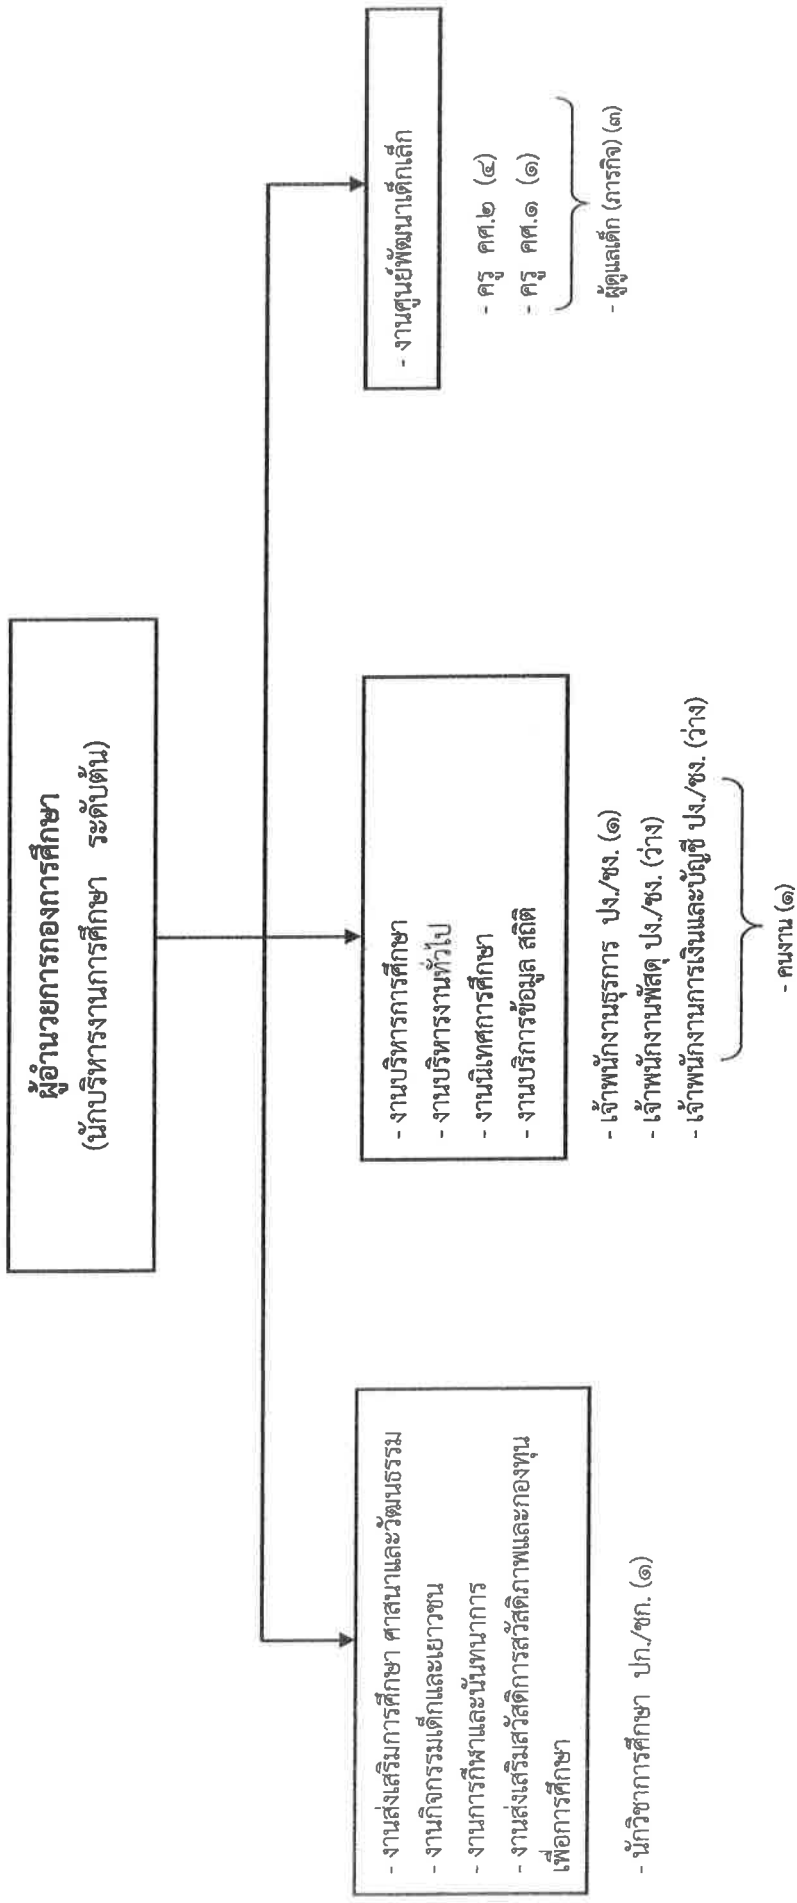 ผู้อำนวยการกองการศึกษา
(นักบริหารงานการศึกษา ระดับต้น)
- งานส่งเสริมการศึกษา ศาสนาและวัฒนธรรม
- งานกิจกรรมเด็กและเยาวชน
- งานการกีฬาและนันทนาการ
- งานส่งเสริมสวัสดิการสวัสดิภาพและกองทุน
เพื่อการศึกษา
- นักวิชาการศึกษา ปก./ชก. (๑)
- งานบริหารการศึกษา
- งานบริหารงานทั่วไป
- งานนิเทศการศึกษา
- งานบริการข้อมูล สถิติ
- เจ้าพนักงานธุรการ ปง./ชง. (๑)
- เจ้าพนักงานพัสดุ ปง./ชง. (ว่าง)
- เจ้าพนักงานการเงินและบัญชี ปง./ชง. (ว่าง)
- คนงาน (๑)
- งานศูนย์พัฒนาเด็กเล็ก
- ครู คศ.๒ (๔)
- ครู คศ.๑ (๑)
- ผู้ดูแลเด็ก (ภารกิจ) (๓)